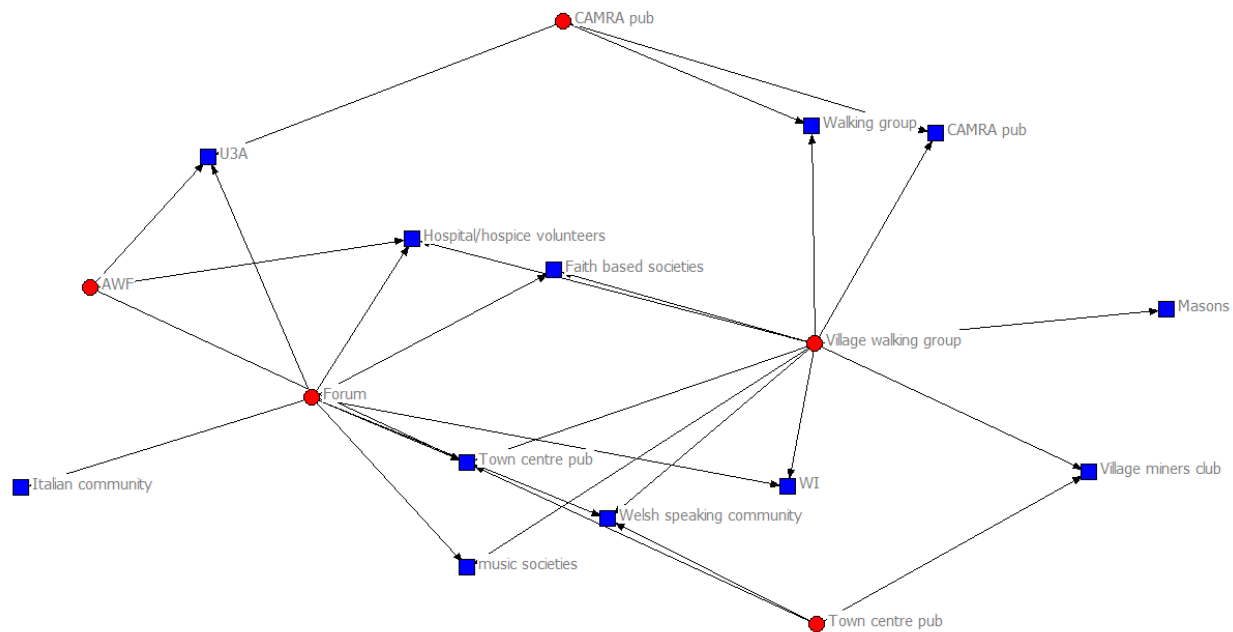 CAMRA pub
Walking group
CAMRA pub
U3A
Hospital/hospice volunteers
Faith based societies
AWF
Masons
Village walking group
Forum
Town centre pub
Village miners club
Italian community
WI
Welsh speaking community
music societies
Town centre pub